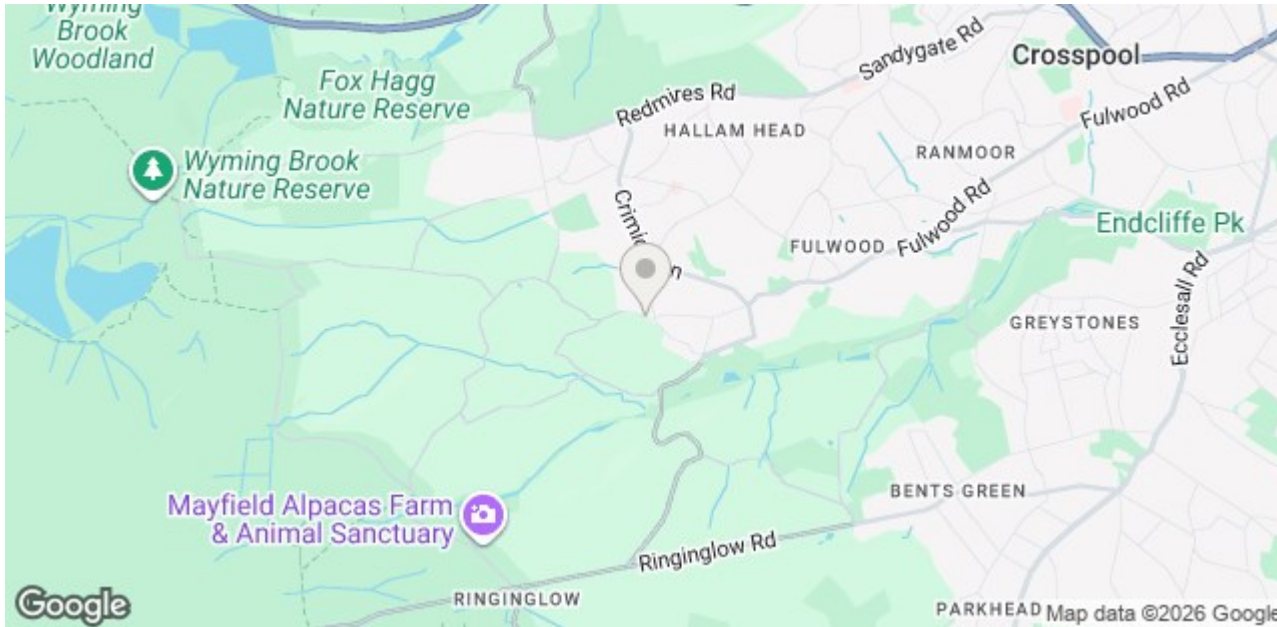 Wyming
Brook
Woodland
Fox Hagg
Nature Reserve
Redmires Rd
Sandygate Rd
Crosspool
HALLAM HEAD
Fulwood Rd
RANMOOR
Wyming Brook
Nature Reserve
Crimic
n
FULWOOD
Fulwood Rd
Endcliffe Pk
GREYSTONES
Ecclesall Rd
Mayfield Alpacas Farm
& Animal Sanctuary
BENTS GREEN
Ringinglow Rd
RINGINGLOW
PARKHEAD
Google
Map data ©2026 Google